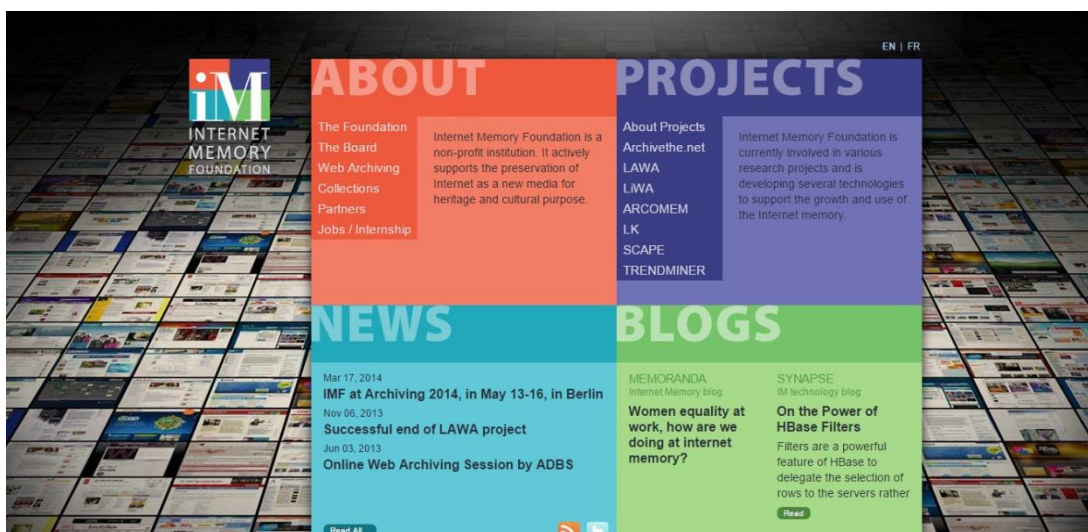 EN | FR
iM
INTERNET
MEMORY
FOUNDATION
ABOUT
The Foundation
The Board
Web Archiving
Collections
Partners
Jobs / Internship
Internet Memory Foundation is a
non-profit institution. It actively
supports the preservation of
Internet as a new media for
heritage and cultural purpose.
PROJECTS
About Projects
Archivethe.net
LAWA
LiWA
ARCOMEM
LK
SCAPE
TRENDMINER
Internet Memory Foundation is
currently involved in various
research projects and is
developing several technologies
to support the growth and use of
the Internet memory.
NEWS
Mar 17, 2014
IMF at Archiving 2014, in May 13-16, in Berlin
Nov 06, 2013
Successful end of LAWA project
Jun 03, 2013
Online Web Archiving Session by ADBS
Read All
BLOGS
MEMORANDA
Internet Memory blog
Women equality at
work, how are we
doing at internet
memory?
SYNAPSE
IM technology blog
On the Power of
HBase Filters
Filters are a powerful
feature of HBase to
delegate the selection of
rows to the servers rather
Read